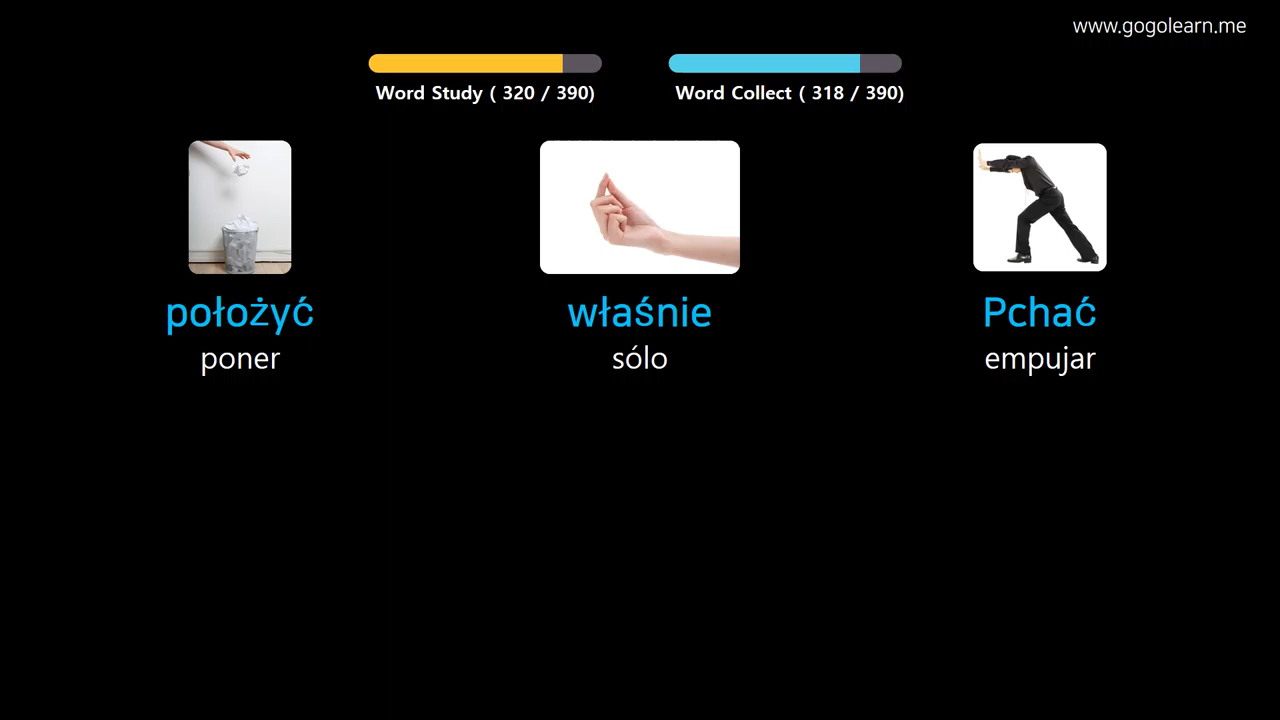 www.gogolearn.me
Word Study ( 320 / 390)
Word Collect ( 318 / 390)
położyć
poner
właśnie
sólo
Pchać
empujar